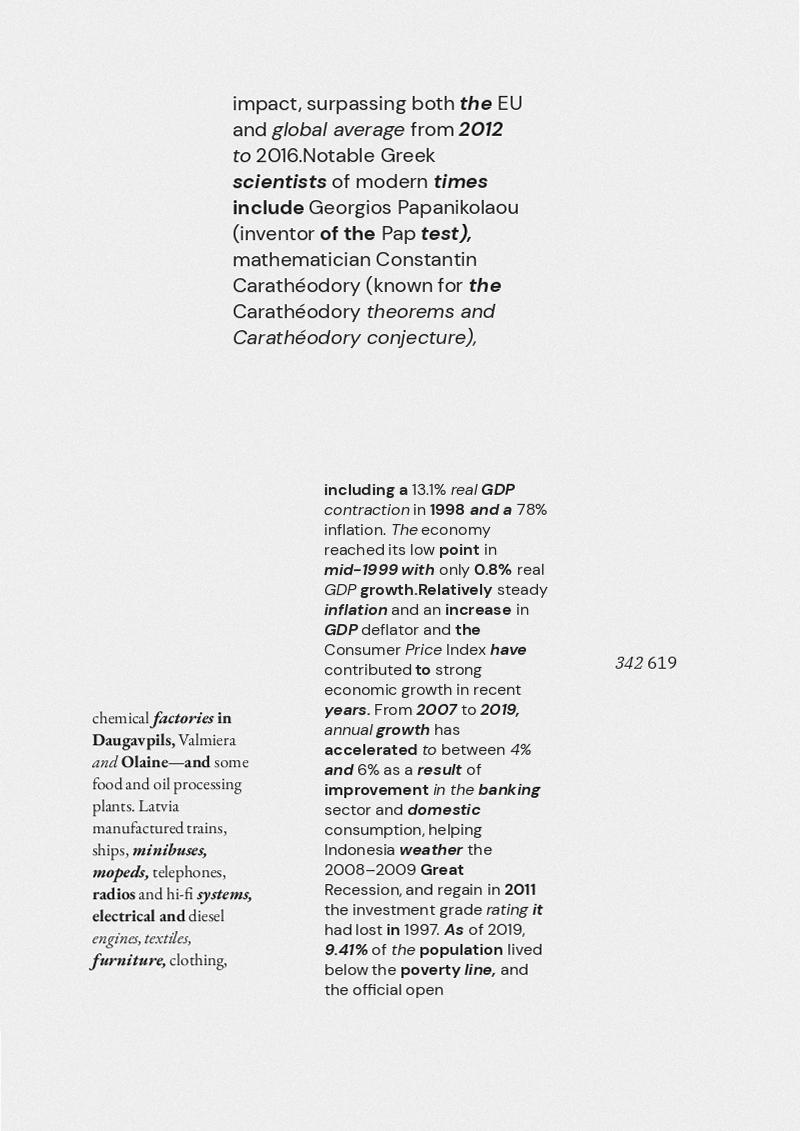 impact, surpassing both the EU
and global average from 2012
to 2016.Notable Greek
scientists of modern times
include Georgios Papanikolaou
(inventor of the Pap test),
mathematician Constantin
Carathéodory (known for the
Carathéodory theorems and
Carathéodory conjecture),
including a 13.1% real GDP
contraction in 1998 and a 78%
inflation. The economy
reached its low point in
mid-1999 with only 0.8% real
GDP growth.Relatively steady
inflation and an increase in
GDP deflator and the
Consumer Price Index have
contributed to strong
economic growth in recent
years. From 2007 to 2019,
annual growth has
accelerated to between 4%
and 6% as a result of
improvement in the banking
sector and domestic
consumption, helping
Indonesia weather the
2008–2009 Great
Recession, and regain in 2011
the investment grade rating it
had lost in 1997. As of 2019,
9.41% of the population lived
below the poverty line, and
the official open
342 619
chemical factories in
Daugavpils, Valmiera
and Olaine—and some
food and oil processing
plants. Latvia
manufactured trains,
ships, minibuses,
mopeds, telephones,
radios and hi-fi systems,
electrical and diesel
engines, textiles,
furniture, clothing,